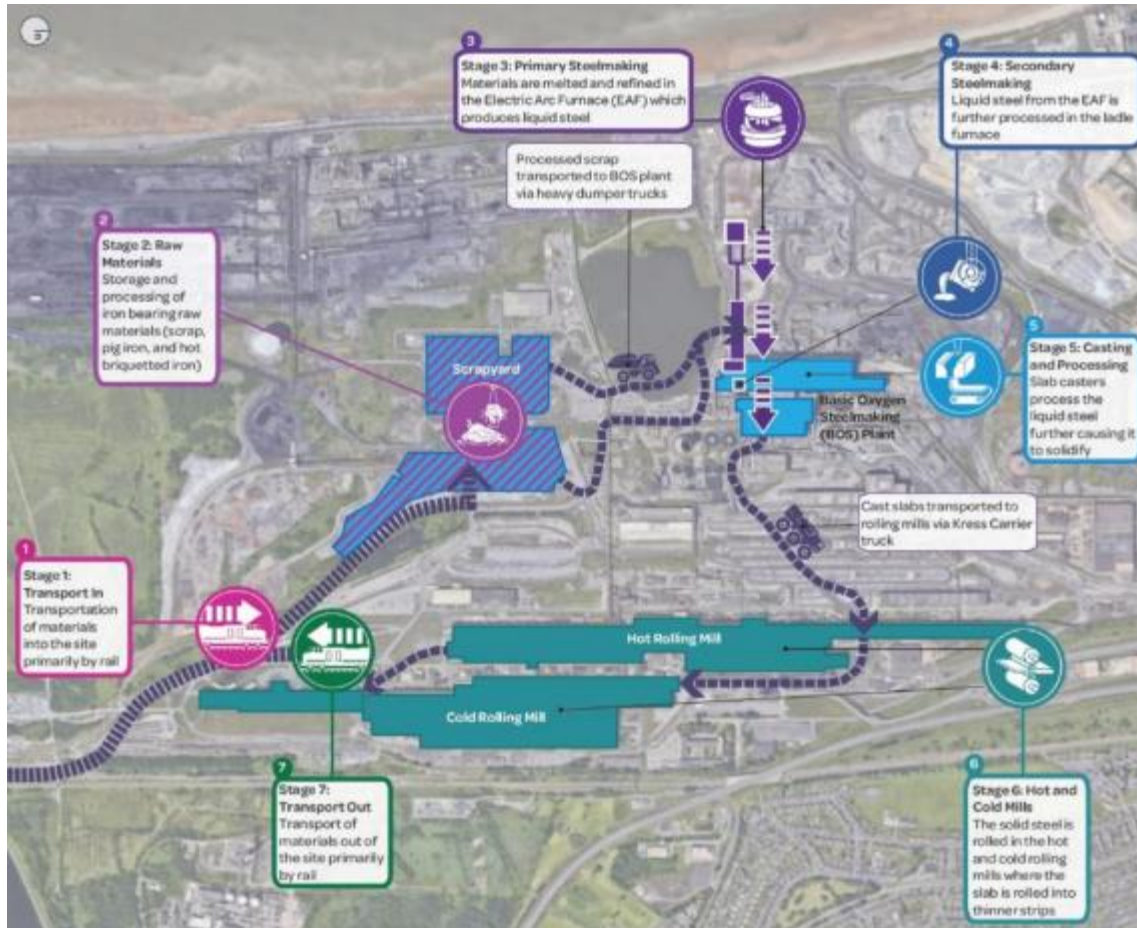 3
Stage 3: Primary Steelmaking
Materials are melted and refined in
the Electric Arc Furnace (EAF) which
produces liquid steel
4
Stage 4: Secondary
Steelmaking
Liquid steel from the EAF is
further processed in the ladle
furnace
Processed scrap
transported to BOS plant
via heavy dumper trucks
2
Stage 2: Raw
Materials
Storage and
processing of
iron bearing raw
materials (scrap,
pig iron, and hot
briquetted iron)
Scrapyard
5
Stage 5: Casting
and Processing
Slab casters
process the
liquid steel
further causing it
to solidify
Basic Oxygen
Steelmaking
(BOS) Plant
Cast slabs transported to
rolling mills via Kress Carrier
truck
1
Stage 1:
Transport In
Transportation
of materials
into the site
primarily by rail
Hot Rolling Mill
Cold Rolling Mill
7
Stage 7:
Transport Out
Transport of
materials out of
the site primarily
by rail
6
Stage 6: Hot and
Cold Mills
The solid steel is
rolled in the hot
and cold rolling
mills where the
slab is rolled into
thinner strips